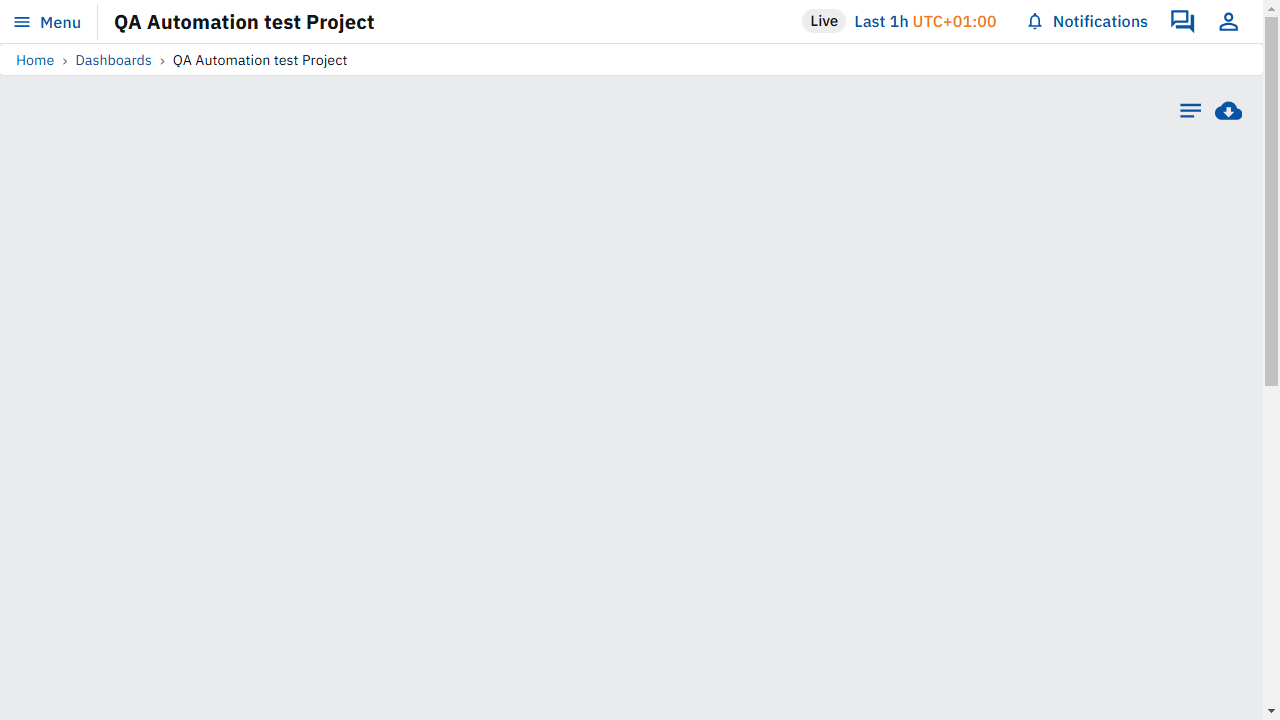 Menu QA Automation test Project Live Last 1h UTC+01:00 Notifications
Home › Dashboards › QA Automation test Project